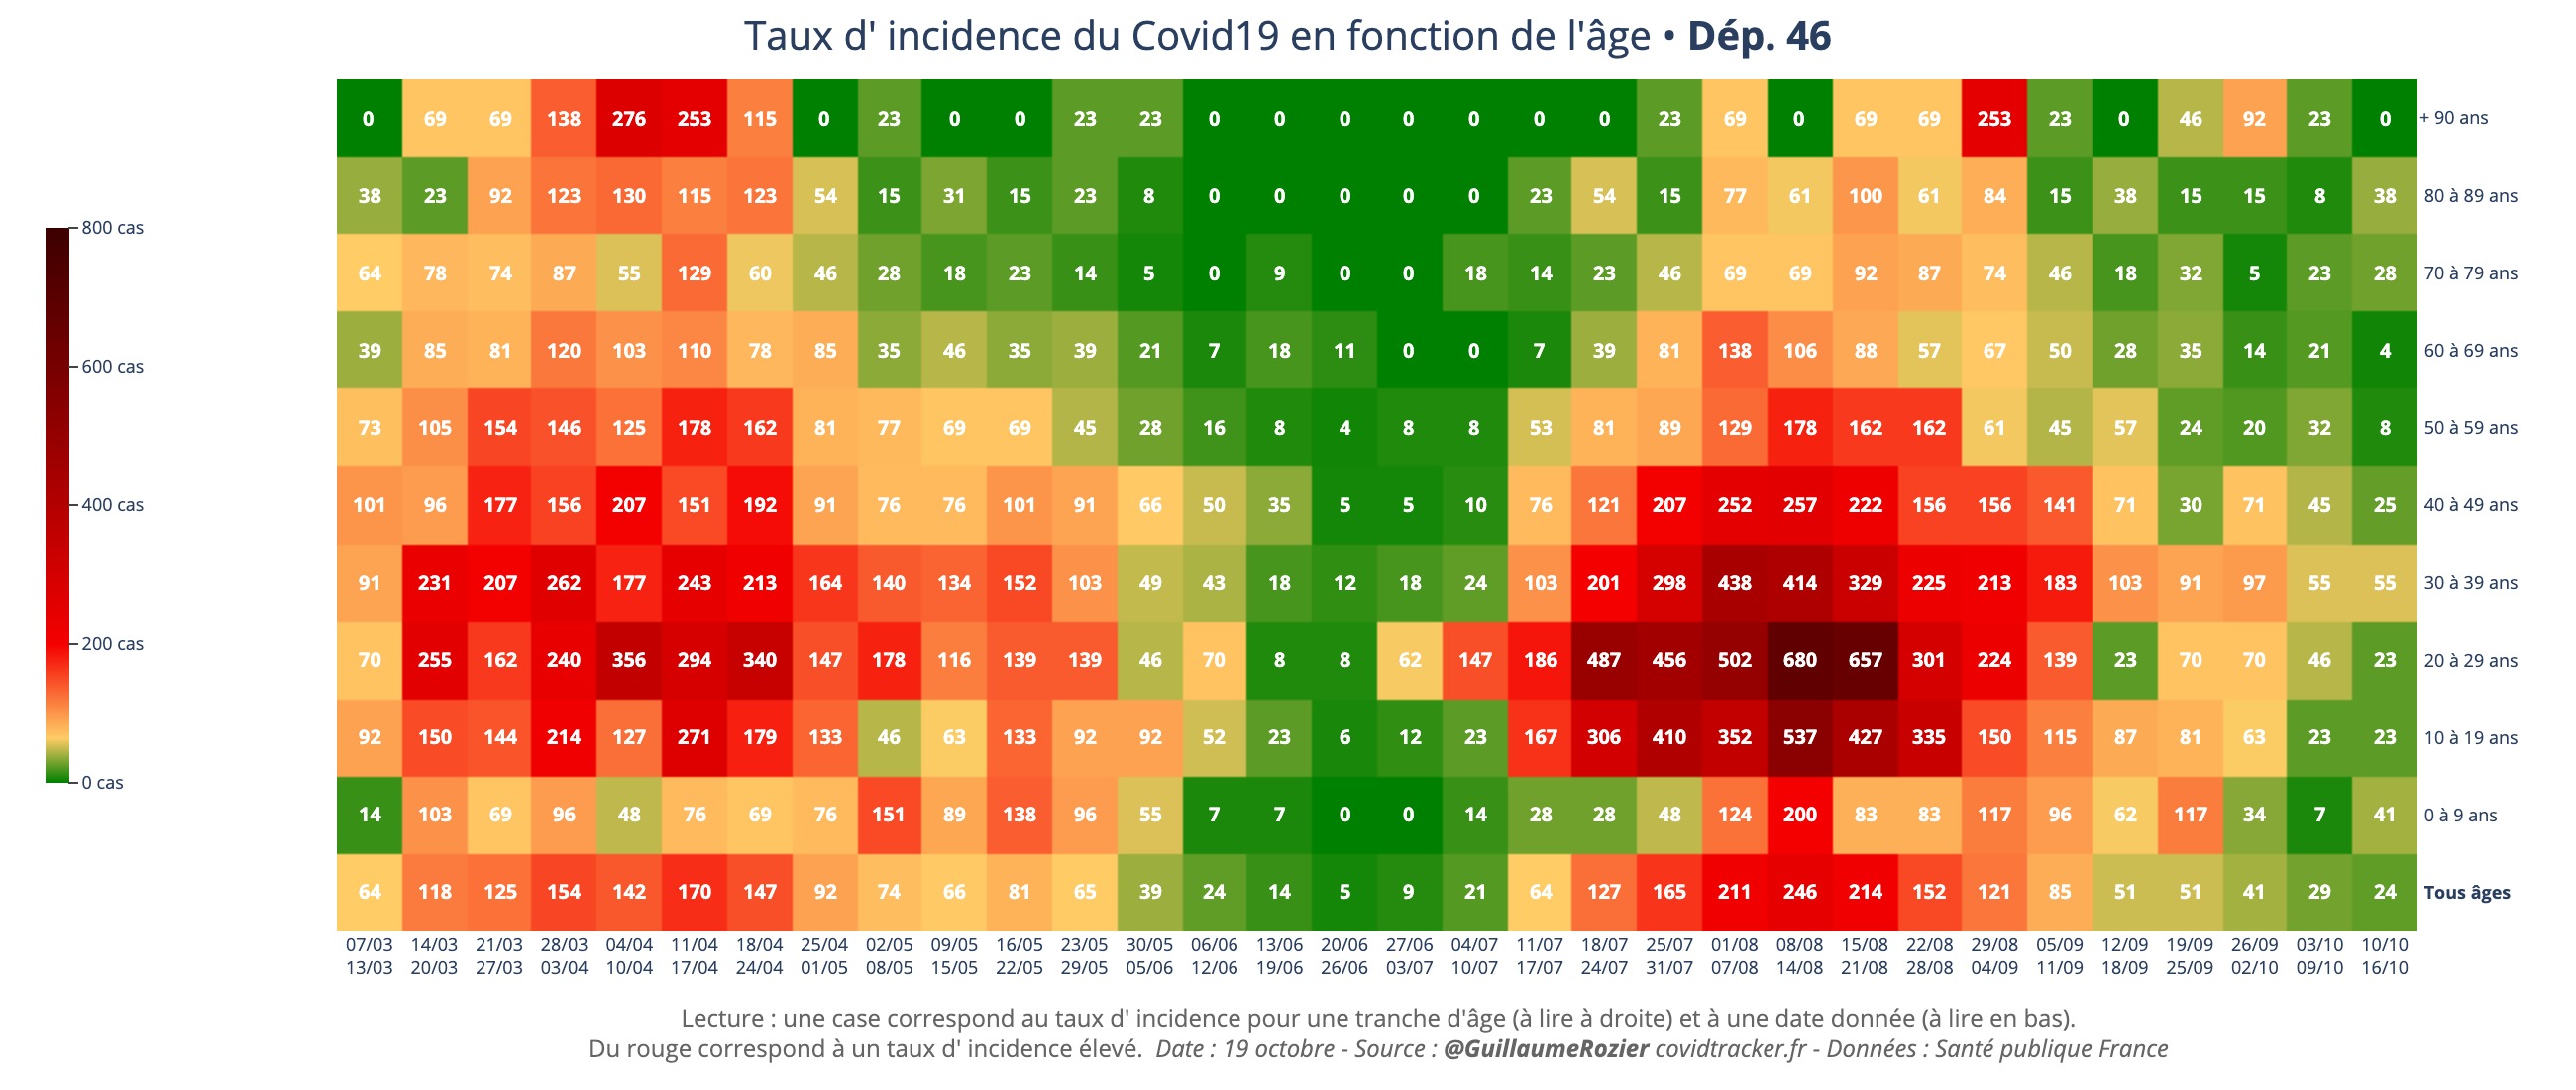 Taux d' incidence du Covid19 en fonction de l'âge • Dép. 46
800 cas
600 cas
400 cas
200 cas
0 cas
0 69 69 138 276 253 115 0 23 0 0 23 23 0 0 0 0 0 0 0 23 69 0 69 69 253 23 0 46 92 23 0 + 90 ans
38 23 92 123 130 115 123 54 15 31 15 23 8 0 0 0 0 0 23 54 15 77 61 100 61 84 15 38 15 15 8 38 80 à 89 ans
64 78 74 87 55 129 60 46 28 18 23 14 5 0 9 0 0 18 14 23 46 69 69 92 87 74 46 18 32 5 23 28 70 à 79 ans
39 85 81 120 103 110 78 85 35 46 35 39 21 7 18 11 0 0 7 39 81 138 106 88 57 67 50 28 35 14 21 4 60 à 69 ans
73 105 154 146 125 178 162 81 77 69 69 45 28 16 8 4 8 8 53 81 89 129 178 162 162 61 45 57 24 20 32 8 50 à 59 ans
101 96 177 156 207 151 192 91 76 76 101 91 66 50 35 5 5 10 76 121 207 252 257 222 156 156 141 71 30 71 45 25 40 à 49 ans
91 231 207 262 177 243 213 164 140 134 152 103 49 43 18 12 18 24 103 201 298 438 414 329 225 213 183 103 91 97 55 55 30 à 39 ans
70 255 162 240 356 294 340 147 178 116 139 139 46 70 8 8 62 147 186 487 456 502 680 657 301 224 139 23 70 70 46 23 20 à 29 ans
92 150 144 214 127 271 179 133 46 63 133 92 92 52 23 6 12 23 167 306 410 352 537 427 335 150 115 87 81 63 23 23 10 à 19 ans
14 103 69 96 48 76 69 76 151 89 138 96 55 7 7 0 0 14 28 28 48 124 200 83 83 117 96 62 117 34 7 41 0 à 9 ans
64 118 125 154 142 170 147 92 74 66 81 65 39 24 14 5 9 21 64 127 165 211 246 214 152 121 85 51 51 41 29 24 Tous âges
07/03 14/03 21/03 28/03 04/04 11/04 18/04 25/04 02/05 09/05 16/05 23/05 30/05 06/06 13/06 20/06 27/06 04/07 11/07 18/07 25/07 01/08 08/08 15/08 22/08 29/08 05/09 12/09 19/09 26/09 03/10 10/10
13/03 20/03 27/03 03/04 10/04 17/04 24/04 01/05 08/05 15/05 22/05 29/05 05/06 12/06 19/06 26/06 03/07 10/07 17/07 24/07 31/07 07/08 14/08 21/08 28/08 04/09 11/09 18/09 25/09 02/10 09/10 16/10
Lecture : une case correspond au taux d' incidence pour une tranche d'âge (à lire à droite) et à une date donnée (à lire en bas).
Du rouge correspond à un taux d' incidence élevé. Date : 19 octobre - Source : @GuillaumeRozier covidtracker.fr - Données : Santé publique France